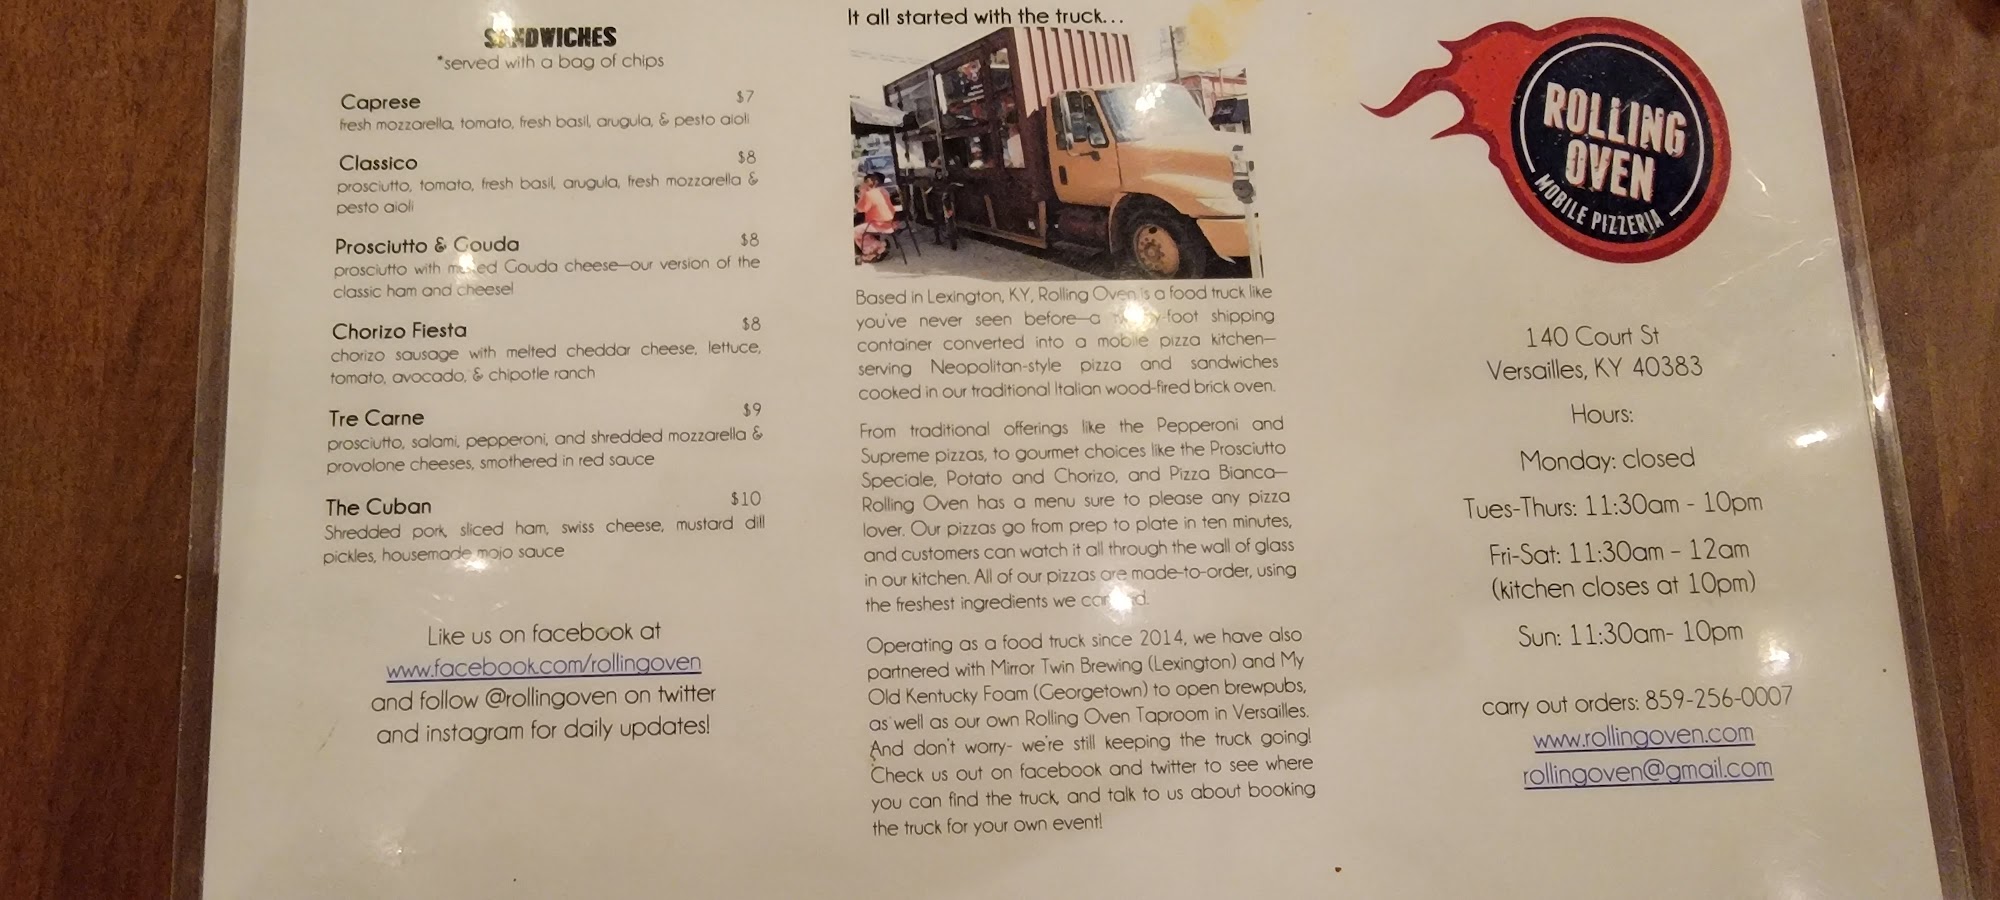 SANDWICHES
*served with a bag of chips
Caprese $7
fresh mozzarella, tomato, fresh basil, arugula, & pesto aioli
Classico $8
prosciutto, tomato, fresh basil, arugula, fresh mozzarella &
pesto aioli
Prosciutto & Gouda $8
prosciutto with melted Gouda cheese—our version of the
classic ham and cheese!
Chorizo Fiesta $8
chorizo sausage with melted cheddar cheese, lettuce,
tomato, avocado, & chipotle ranch
Tre Carne $9
prosciutto, salami, pepperoni, and shredded mozzarella &
provolone cheeses, smothered in red sauce
The Cuban $10
Shredded pork, sliced ham, swiss cheese, mustard dill
pickles, housemade mojo sauce
Like us on facebook at
www.facebook.com/rollingoven
and follow @rollingoven on twitter
and instagram for daily updates!
It all started with the truck...
Based in Lexington, KY, Rolling Oven is a food truck like
you've never seen before—a foot shipping
container converted into a mobile pizza kitchen—
serving Neopolitan-style pizza and sandwiches
cooked in our traditional Italian wood-fired brick oven.
From traditional offerings like the Pepperoni and
Supreme pizzas, to gourmet choices like the Prosciutto
Speciale, Potato and Chorizo, and Pizza Bianca—
Rolling Oven has a menu sure to please any pizza
lover. Our pizzas go from prep to plate in ten minutes,
and customers can watch it all through the wall of glass
in our kitchen. All of our pizzas are made-to-order, using
the freshest ingredients we can find.
Operating as a food truck since 2014, we have also
partnered with Mirror Twin Brewing (Lexington) and My
Old Kentucky Foam (Georgetown) to open brewpubs,
as well as our own Rolling Oven Taproom in Versailles.
And don't worry- we're still keeping the truck going!
Check us out on facebook and twitter to see where
you can find the truck, and talk to us about booking
the truck for your own event!
ROLLING
OVEN
MOBILE PIZZERIA
140 Court St
Versailles, KY 40383
Hours:
Monday: closed
Tues-Thurs: 11:30am - 10pm
Fri-Sat: 11:30am - 12am
(kitchen closes at 10pm)
Sun: 11:30am- 10pm
carry out orders: 859-256-0007
www.rollingoven.com
rollingoven@gmail.com